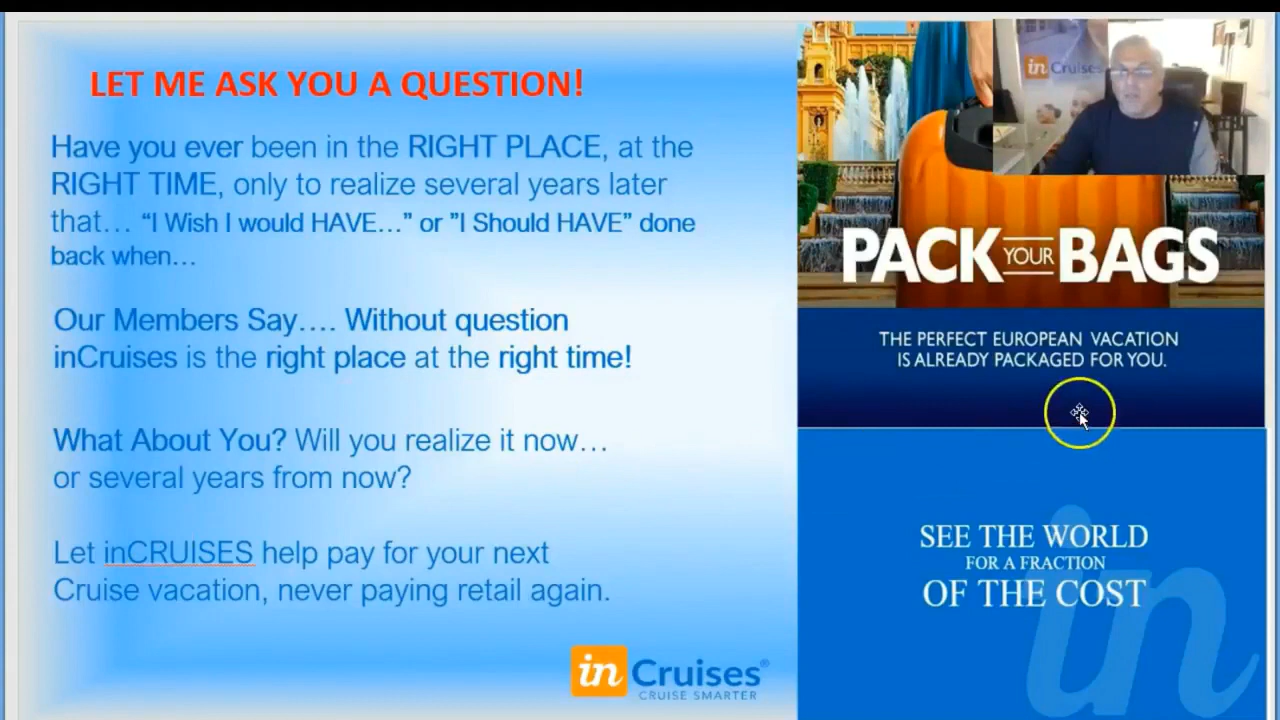 LET ME ASK YOU A QUESTION!
Have you ever been in the RIGHT PLACE, at the
RIGHT TIME, only to realize several years later
that… “I Wish I would HAVE…” or ”I Should HAVE” done
back when…
Our Members Say…. Without question
inCruises is the right place at the right time!
What About You? Will you realize it now…
or several years from now?
Let inCRUISES help pay for your next
Cruise vacation, never paying retail again.
in Cruises®
CRUISE SMARTER
in Cruises
PACK YOUR BAGS
THE PERFECT EUROPEAN VACATION
IS ALREADY PACKAGED FOR YOU.
SEE THE WORLD
FOR A FRACTION
OF THE COST
in